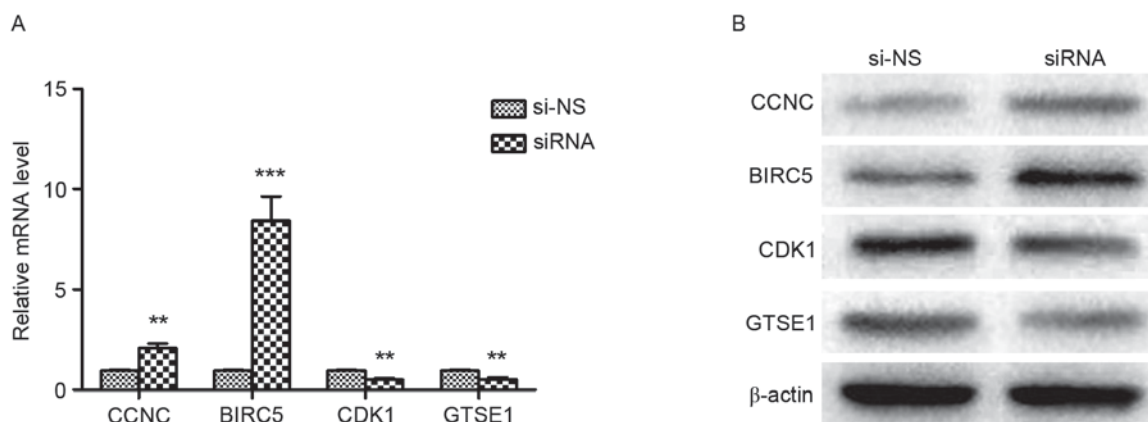 A
Relative mRNA level
15
10
5
0
si-NS
siRNA
**
***
**
**
CCNC BIRC5 CDK1 GTSE1
B
si-NS siRNA
CCNC
BIRC5
CDK1
GTSE1
β-actin